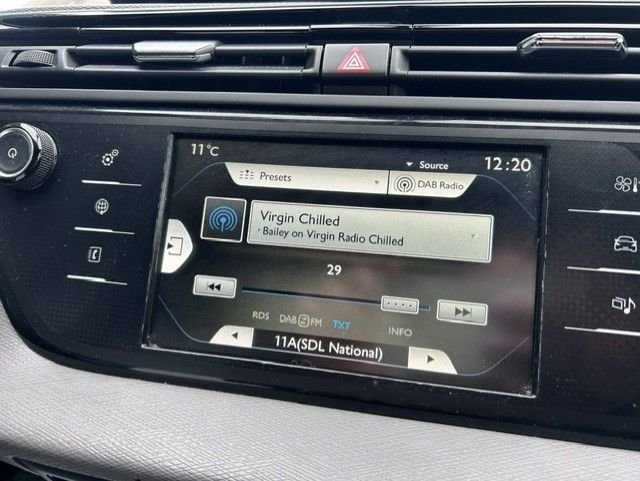 11°C
Source
12:20
Presets
DAB Radio
Virgin Chilled
Bailey on Virgin Radio Chilled
29
RDS DAB FM TXT INFO
11A(SDL National)